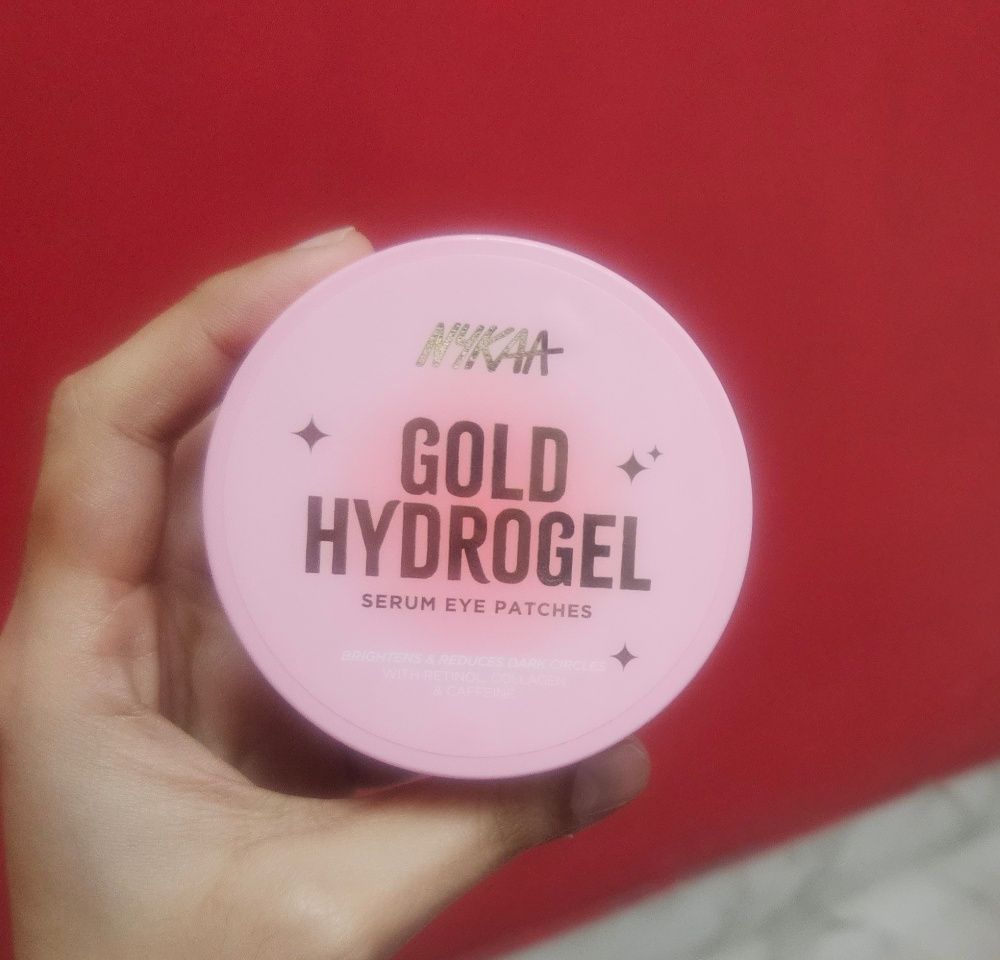 NYKAA
GOLD
HYDROGEL
SERUM EYE PATCHES
BRIGHTENS & REDUCES DARK CIRCLES
WITH RETINOL, COLLAGEN
& CAFFEINE